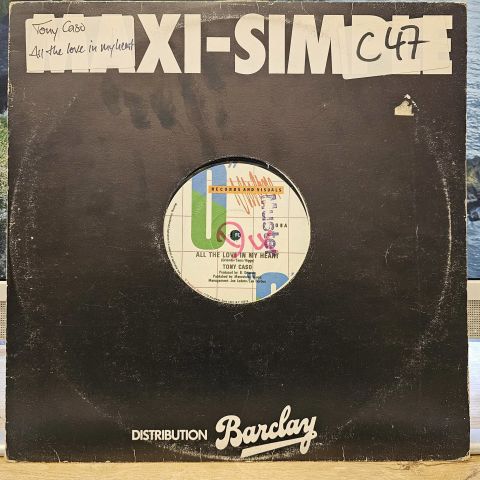 MAXI-SIMPLE
Tony Caso
All the love in my heart
C47
RECORDS AND VISUALS
Muster
ALL THE LOVE IN MY HEART
TONY CASO
DISTRIBUTION Barclay